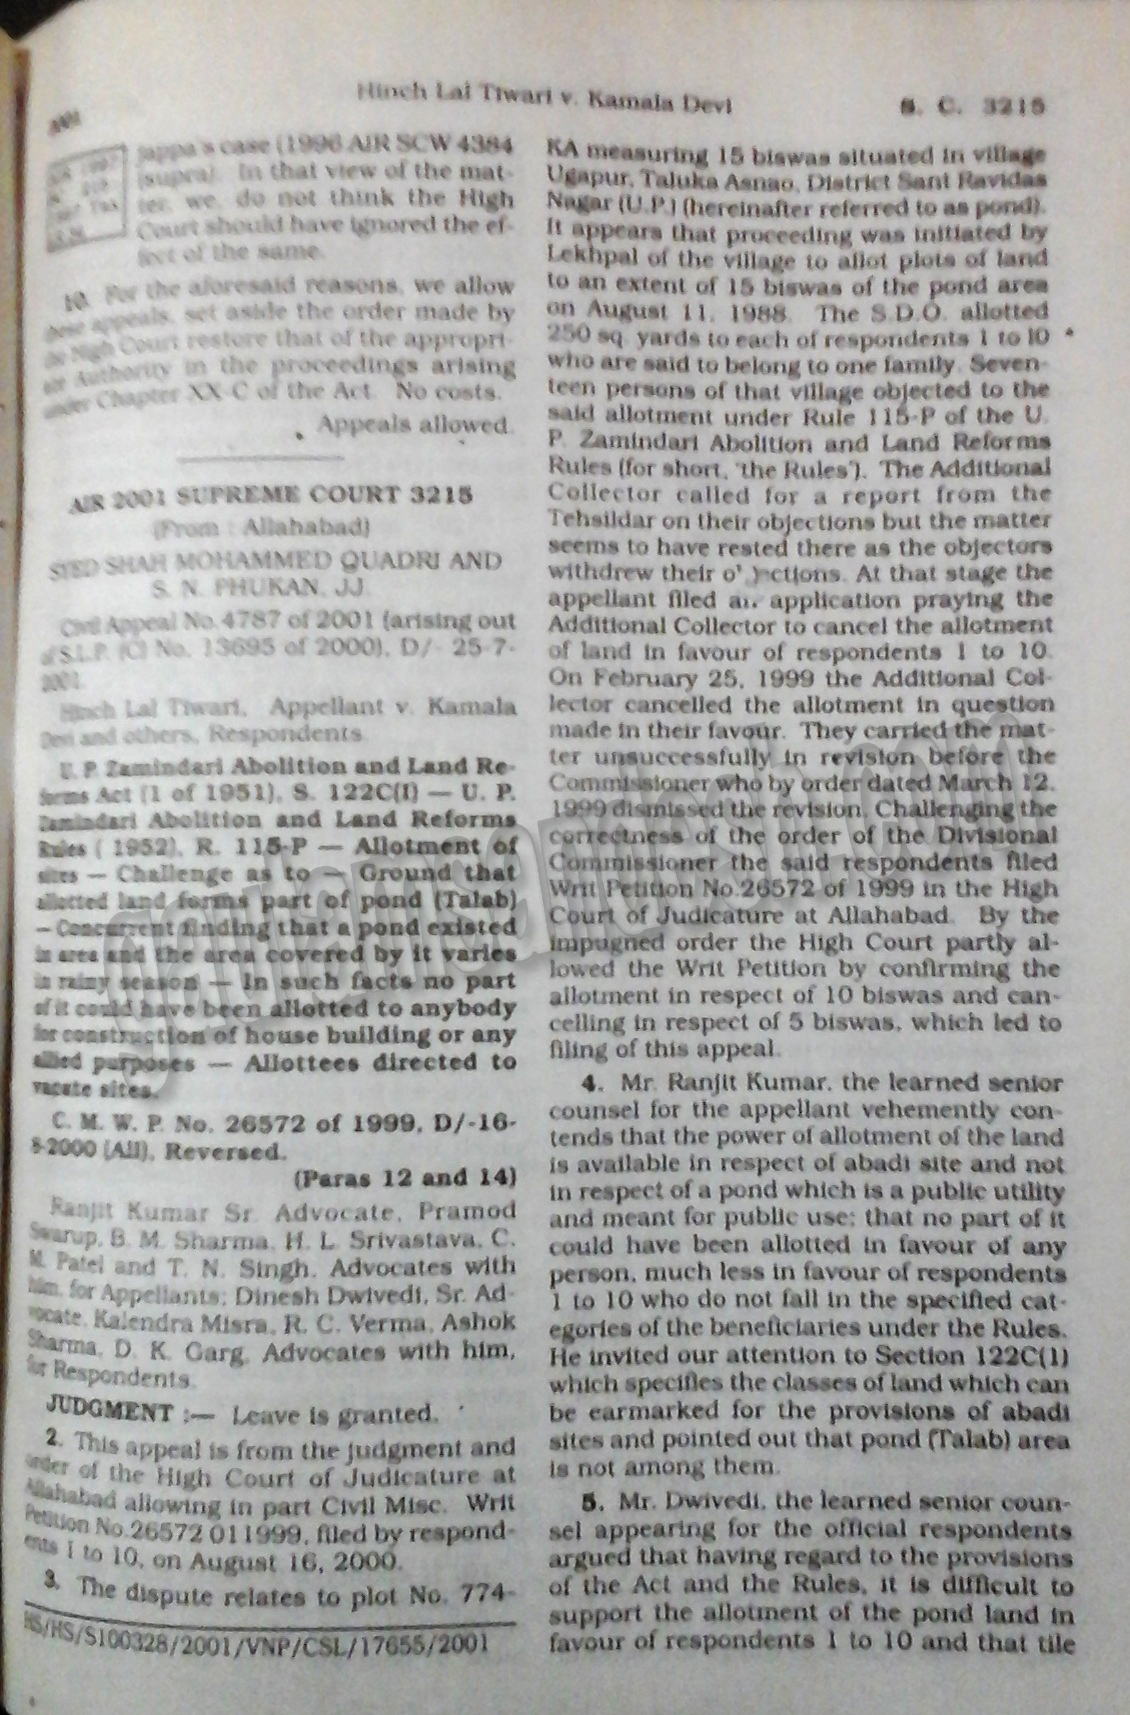 Hinch Lal Tiwari v. Kamala Devi
S. C. 3215
jappa's case (1996 AIR SCW 4384
(supra). In that view of the mat-
ter, we, do not think the High
Court should have ignored the ef-
fect of the same.
10. For the aforesaid reasons, we allow
these appeals, set aside the order made by
the High Court restore that of the appropri-
ate Authority in the proceedings arising
under Chapter XX-C of the Act. No costs.
Appeals allowed.
AIR 2001 SUPREME COURT 3215
(From : Allahabad)
SYED SHAH MOHAMMED QUADRI AND
S. N. PHUKAN, JJ.
Civil Appeal No.4787 of 2001 (arising out
of S.L.P. (C) No. 13695 of 2000), D/- 25-7-
2001.
Hinch Lal Tiwari, Appellant v. Kamala
Devi and others, Respondents.
U. P. Zamindari Abolition and Land Re-
forms Act (1 of 1951), S. 122C(I) — U. P.
Zamindari Abolition and Land Reforms
Rules ( 1952), R. 115-P — Allotment of
sites — Challenge as to — Ground that
allotted land forms part of pond (Talab)
— Concurrent finding that a pond existed
in area and the area covered by it varies
in rainy season — In such facts no part
of it could have been allotted to anybody
for construction of house building or any
allied purposes — Allottees directed to
vacate sites.
C. M. W. P. No. 26572 of 1999, D/-16-
8-2000 (All), Reversed.
(Paras 12 and 14)
Ranjit Kumar Sr. Advocate, Pramod
Swarup, B. M. Sharma, H. L. Srivastava, C.
M. Patel and T. N. Singh, Advocates with
him, for Appellants; Dinesh Dwivedi, Sr. Ad-
vocate, Kalendra Misra, R. C. Verma, Ashok
Sharma, D. K. Garg, Advocates with him,
for Respondents.
JUDGMENT :— Leave is granted.
2. This appeal is from the judgment and
order of the High Court of Judicature at
Allahabad allowing in part Civil Misc. Writ
Petition No.26572 011999, filed by respond-
ents 1 to 10, on August 16, 2000.
3. The dispute relates to plot No. 774-
HS/HS/S100328/2001/VNP/CSL/17655/2001
KA measuring 15 biswas situated in village
Ugapur, Taluka Asnao, District Sant Ravidas
Nagar (U.P.) (hereinafter referred to as pond).
It appears that proceeding was initiated by
Lekhpal of the village to allot plots of land
to an extent of 15 biswas of the pond area
on August 11, 1988. The S.D.O. allotted
250 sq. yards to each of respondents 1 to 10
who are said to belong to one family. Seven-
teen persons of that village objected to the
said allotment under Rule 115-P of the U.
P. Zamindari Abolition and Land Reforms
Rules (for short, 'the Rules'). The Additional
Collector called for a report from the
Tehsildar on their objections but the matter
seems to have rested there as the objectors
withdrew their objections. At that stage the
appellant filed an application praying the
Additional Collector to cancel the allotment
of land in favour of respondents 1 to 10.
On February 25, 1999 the Additional Col-
lector cancelled the allotment in question
made in their favour. They carried the mat-
ter unsuccessfully in revision before the
Commissioner who by order dated March 12,
1999 dismissed the revision. Challenging the
correctness of the order of the Divisional
Commissioner the said respondents filed
Writ Petition No.26572 of 1999 in the High
Court of Judicature at Allahabad. By the
impugned order the High Court partly al-
lowed the Writ Petition by confirming the
allotment in respect of 10 biswas and can-
celling in respect of 5 biswas, which led to
filing of this appeal.
4. Mr. Ranjit Kumar, the learned senior
counsel for the appellant vehemently con-
tends that the power of allotment of the land
is available in respect of abadi site and not
in respect of a pond which is a public utility
and meant for public use; that no part of it
could have been allotted in favour of any
person, much less in favour of respondents
1 to 10 who do not fall in the specified cat-
egories of the beneficiaries under the Rules.
He invited our attention to Section 122C(1)
which specifies the classes of land which can
be earmarked for the provisions of abadi
sites and pointed out that pond (Talab) area
is not among them.
5. Mr. Dwivedi, the learned senior coun-
sel appearing for the official respondents
argued that having regard to the provisions
of the Act and the Rules, it is difficult to
support the allotment of the pond land in
favour of respondents 1 to 10 and that tile